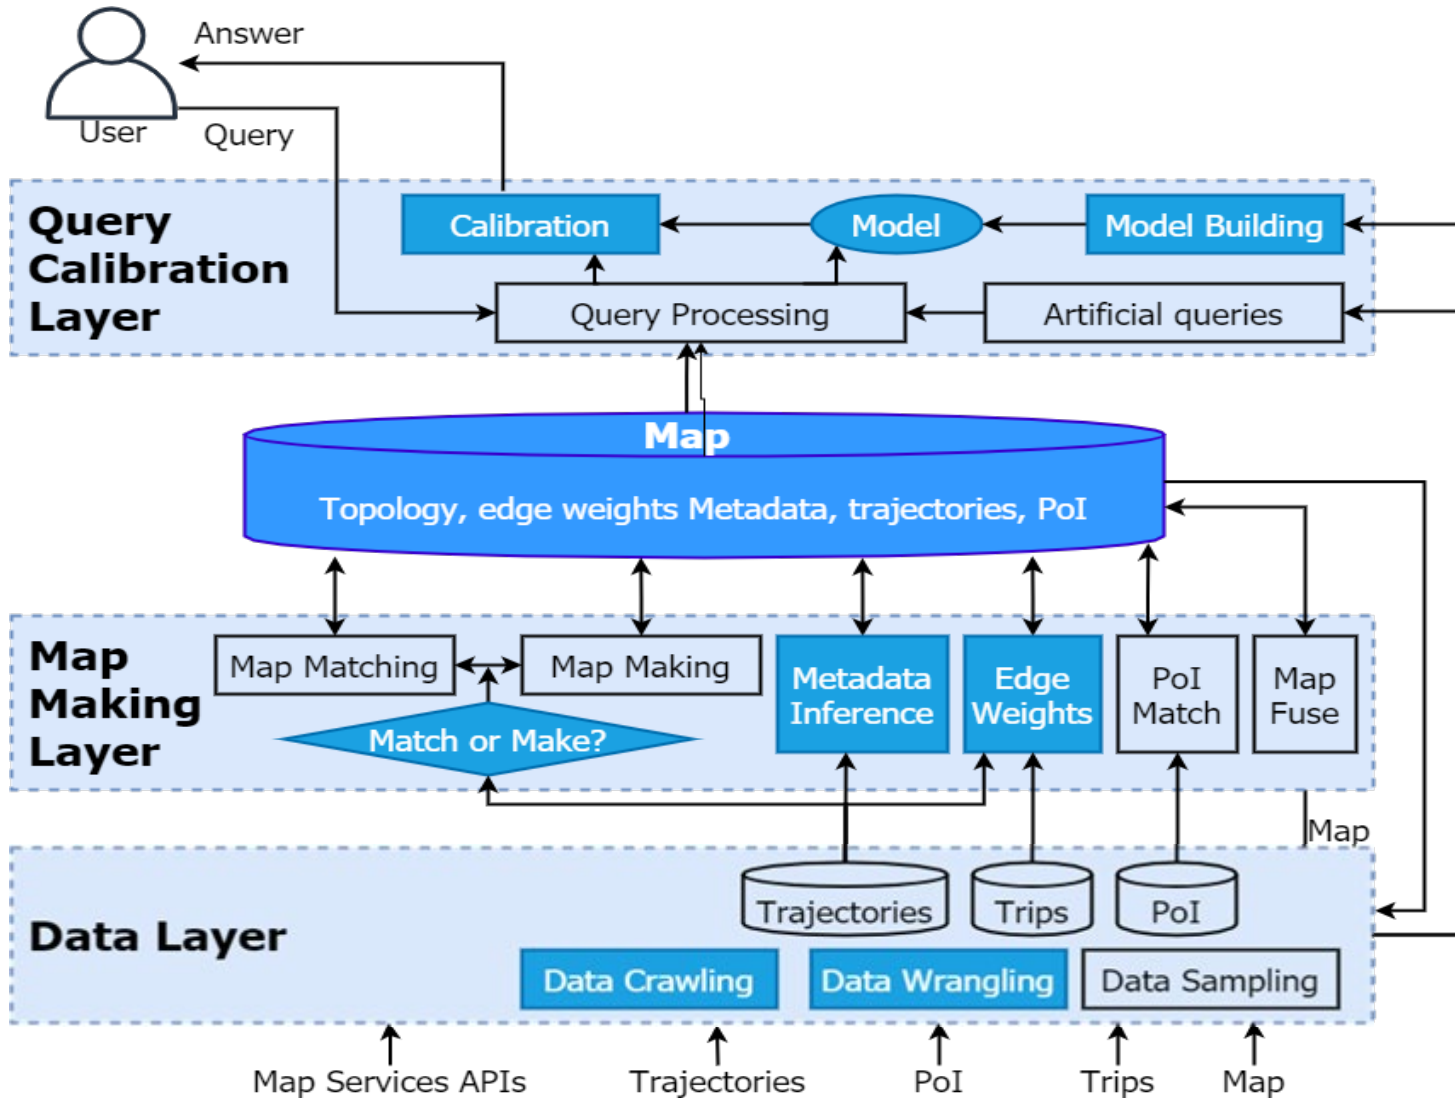 Answer
User
Query
Query
Calibration
Layer
Calibration
Model
Model Building
Query Processing
Artificial queries
Map
Topology, edge weights Metadata, trajectories, PoI
Map
Making
Layer
Map Matching
Map Making
Match or Make?
Metadata
Inference
Edge
Weights
PoI
Match
Map
Fuse
Map
Data Layer
Trajectories
Trips
PoI
Data Crawling
Data Wrangling
Data Sampling
Map Services APIs
Trajectories
PoI
Trips
Map